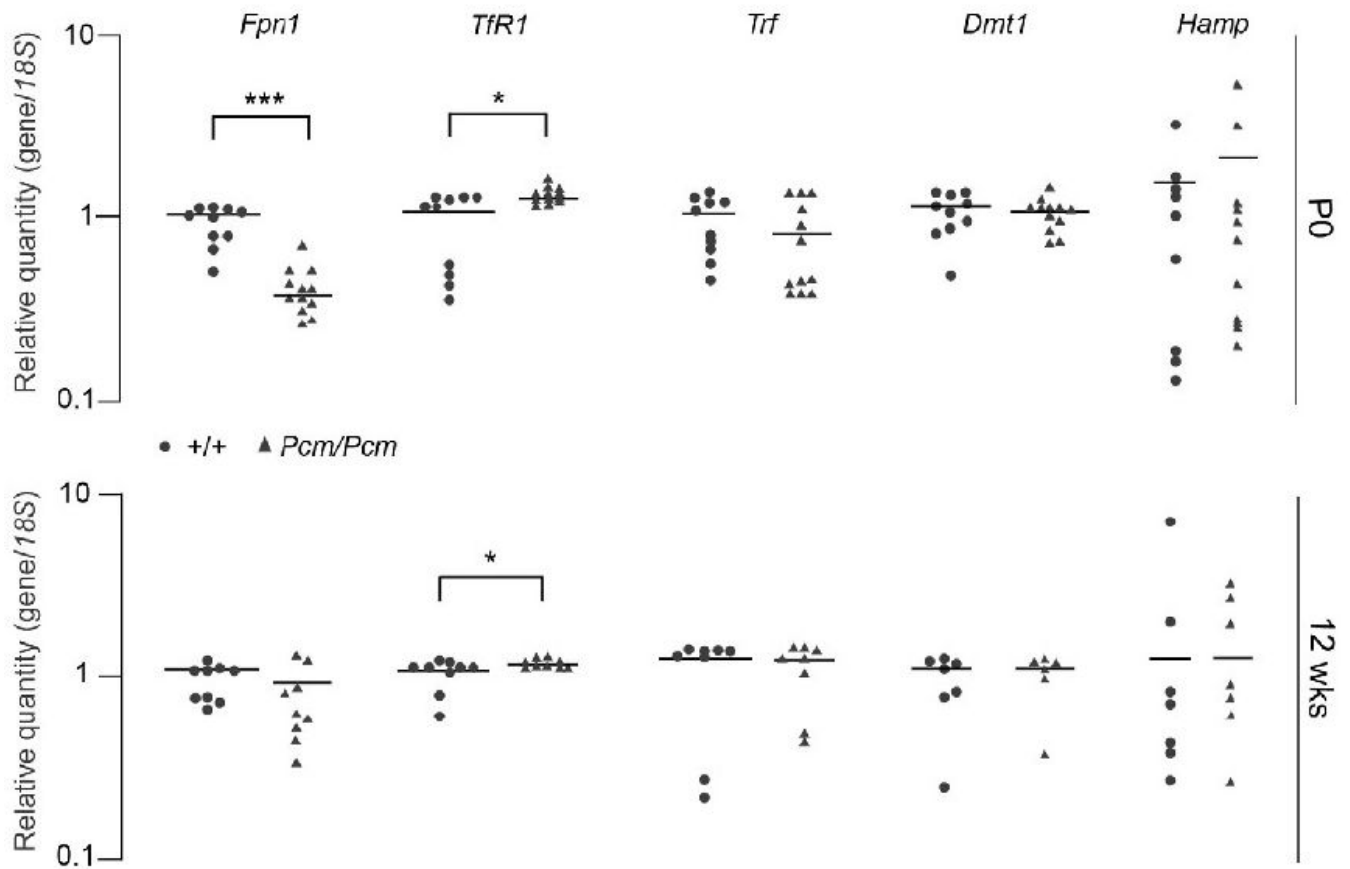 Fpn1 TfR1 Trf Dmt1 Hamp
Relative quantity (gene/18S)
10
1
0.1
*** *
P0
+/+ Pcm/Pcm
Relative quantity (gene/18S)
10
1
0.1
*
12 wks